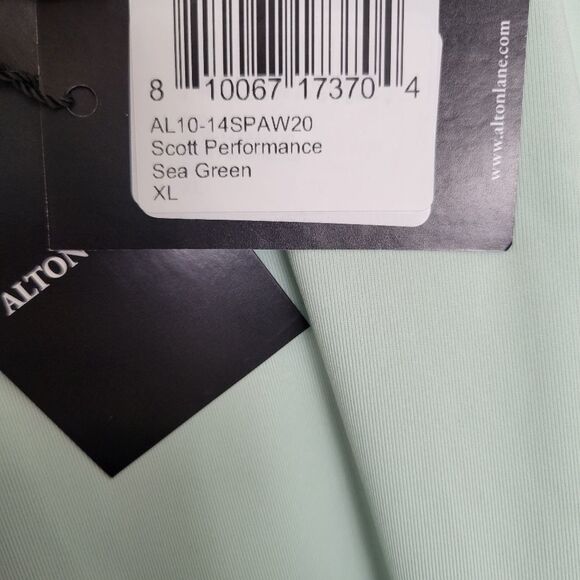 8 10067 17370 4
AL10-14SPAW20
Scott Performance
Sea Green
XL
www.altonlane.com
ALTON